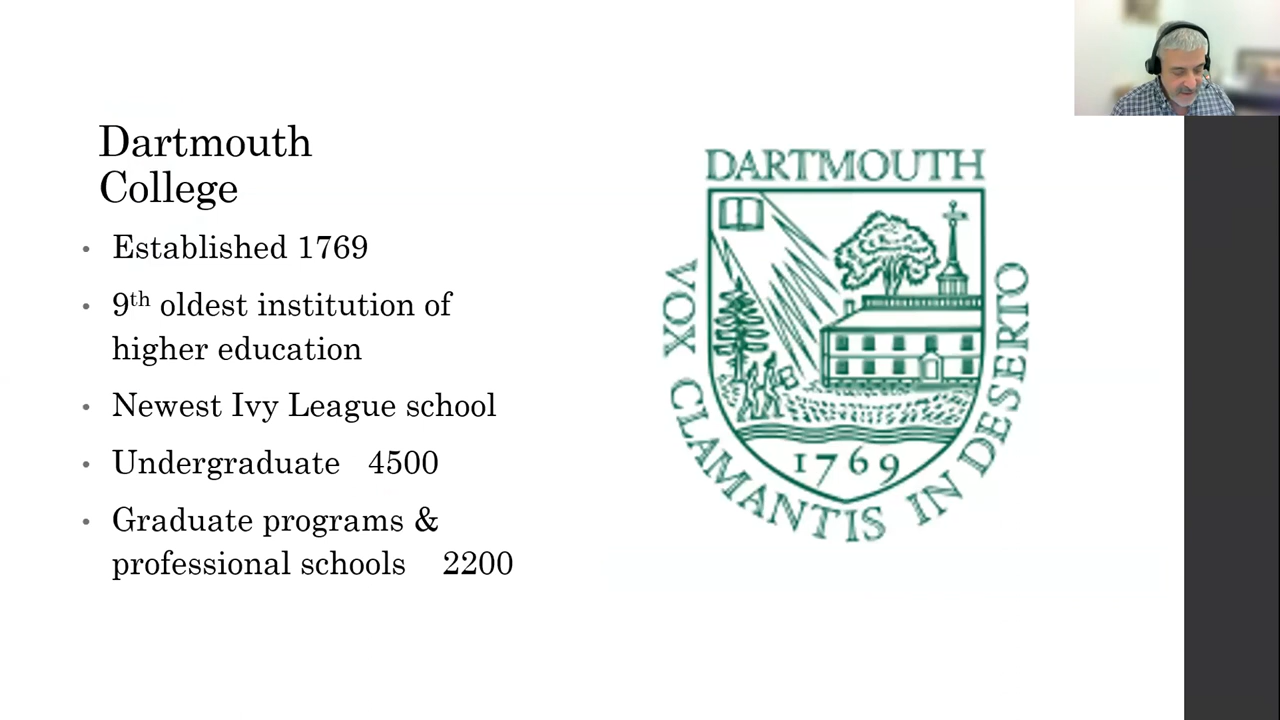 Dartmouth
College
• Established 1769
• 9th oldest institution of
higher education
• Newest Ivy League school
• Undergraduate 4500
• Graduate programs &
professional schools 2200
DARTMOUTH
VOX CLAMANTIS IN DESERTO
1769